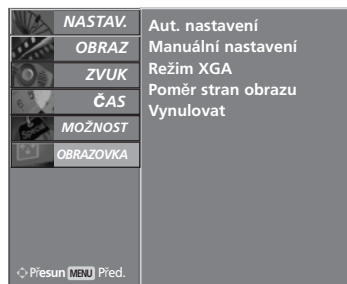 NASTAV.
OBRAZ
ZVUK
ČAS
MOŽNOST
OBRAZOVKA
Přesun MENU Před.
Aut. nastavení
Manuální nastavení
Režim XGA
Poměr stran obrazu
Vynulovat